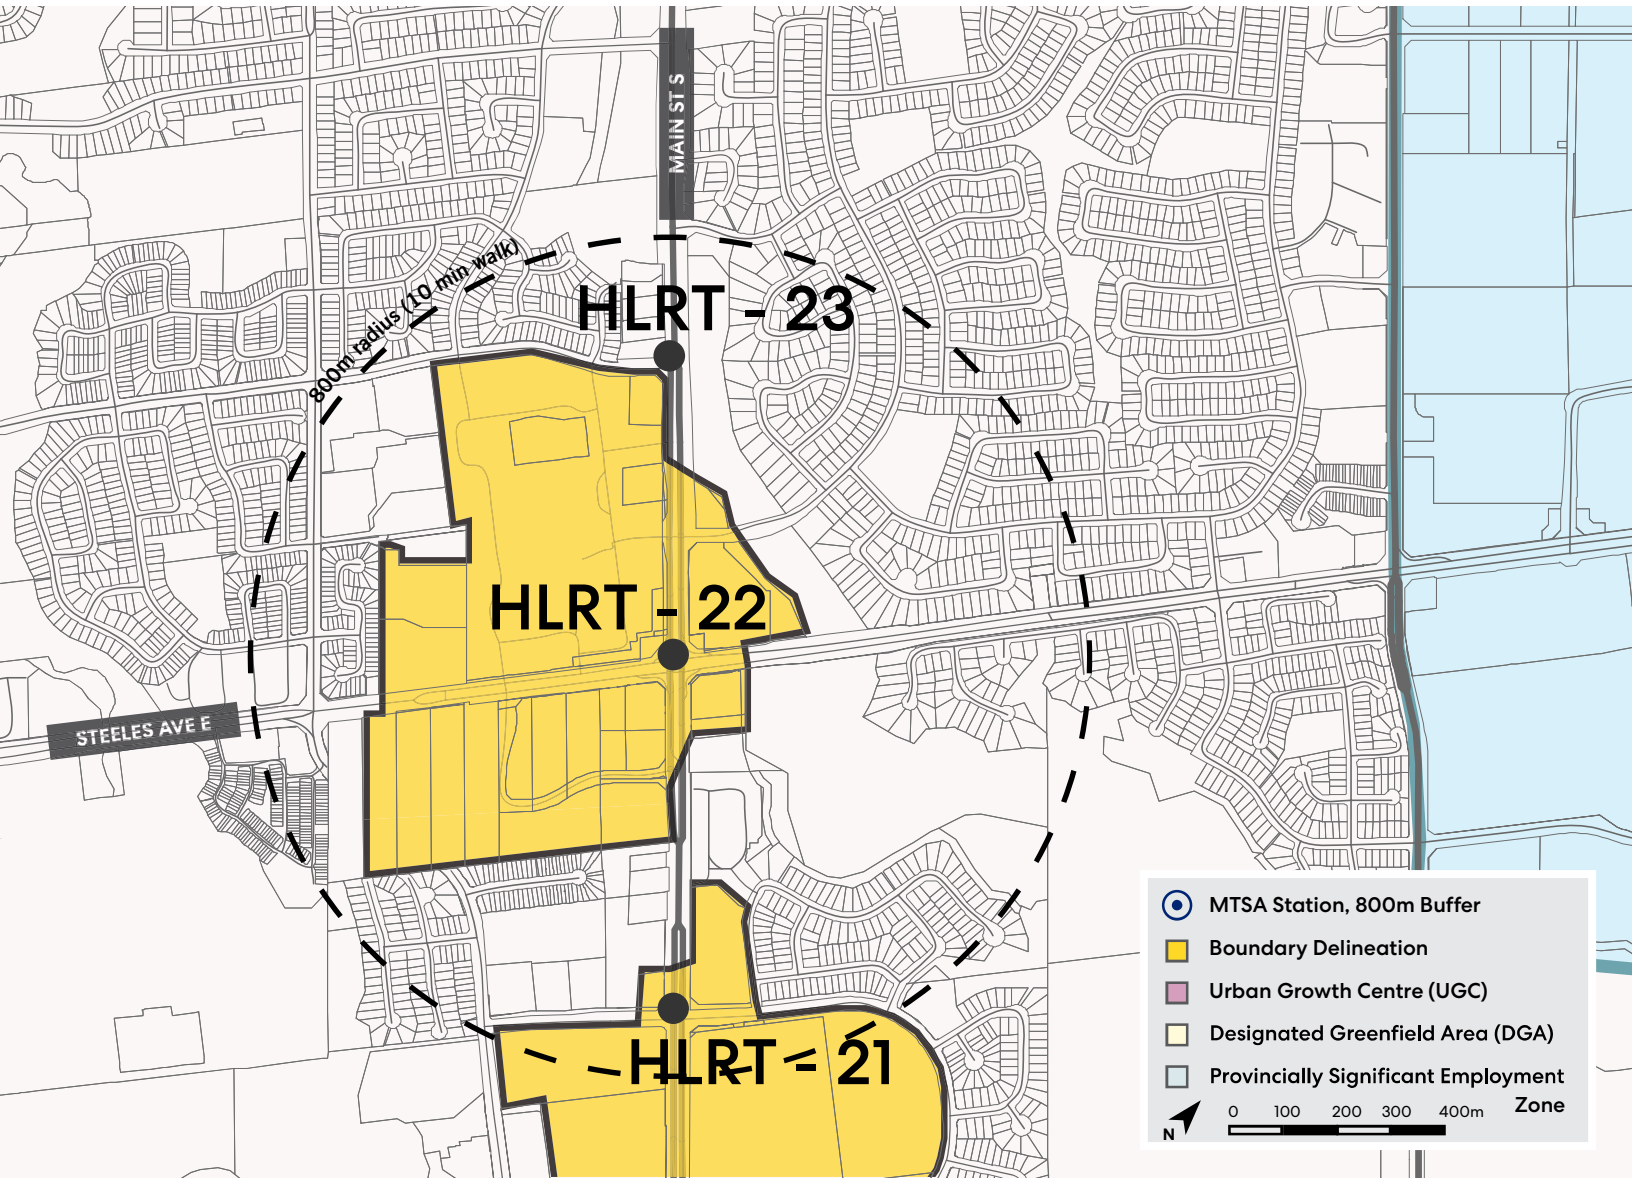 MAIN ST S
800m radius (10 min walk)
HLRT - 23
HLRT - 22
STEELES AVE E
HLRT - 21
MTSA Station, 800m Buffer
Boundary Delineation
Urban Growth Centre (UGC)
Designated Greenfield Area (DGA)
Provincially Significant Employment
Zone
N
0 100 200 300 400m